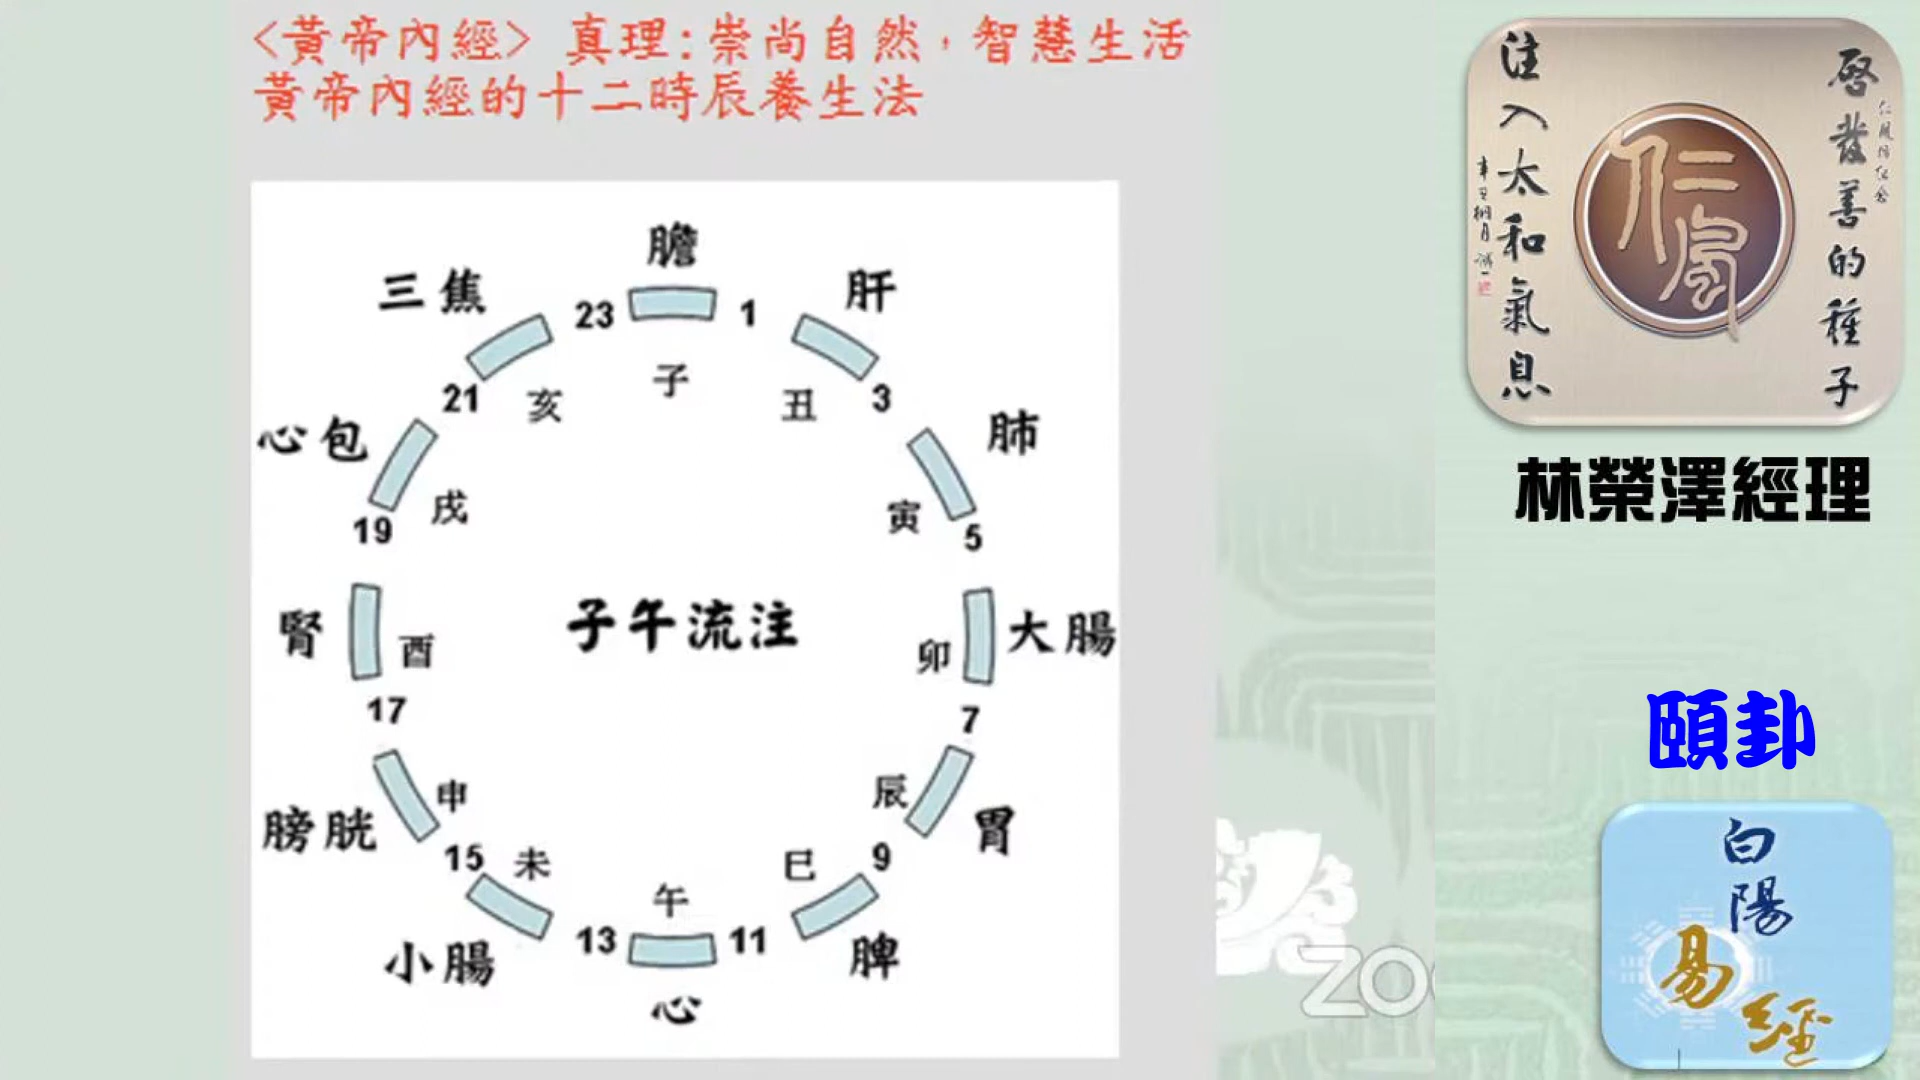 <黃帝內經> 真理:崇尚自然，智慧生活
黃帝內經的十二時辰養生法
膽
三焦
23
1
肝
子
21
亥
丑
3
心包
肺
戌
寅
19
5
腎
酉
子午流注
卯
大腸
17
7
膀胱
申
辰
胃
15
未
巳
9
午
小腸
13
11
脾
心
啓發善的種子
注入太和氣息
仁風
林榮澤經理
頤卦
白陽
易經
ZO